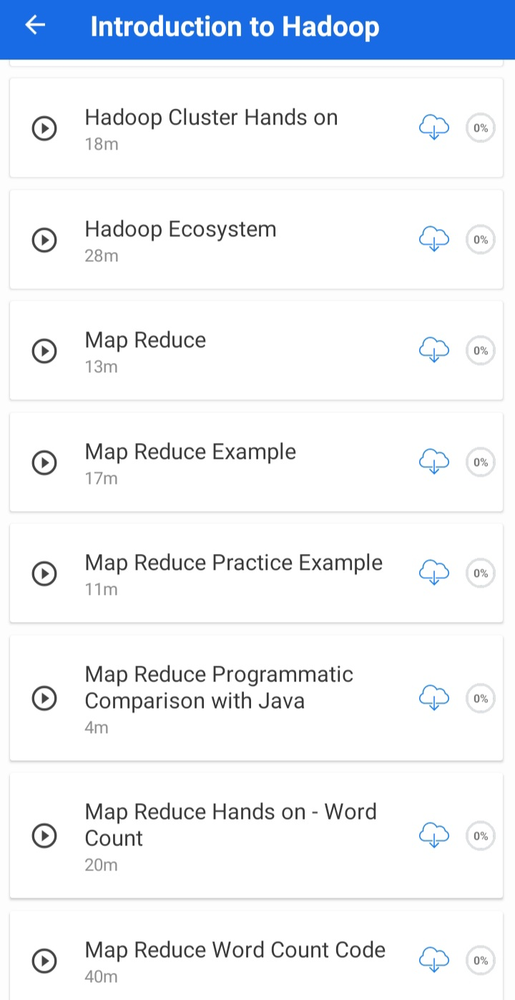 Introduction to Hadoop
Hadoop Cluster Hands on
18m
0%
Hadoop Ecosystem
28m
0%
Map Reduce
13m
0%
Map Reduce Example
17m
0%
Map Reduce Practice Example
11m
0%
Map Reduce Programmatic
Comparison with Java
4m
0%
Map Reduce Hands on - Word
Count
20m
0%
Map Reduce Word Count Code
40m
0%